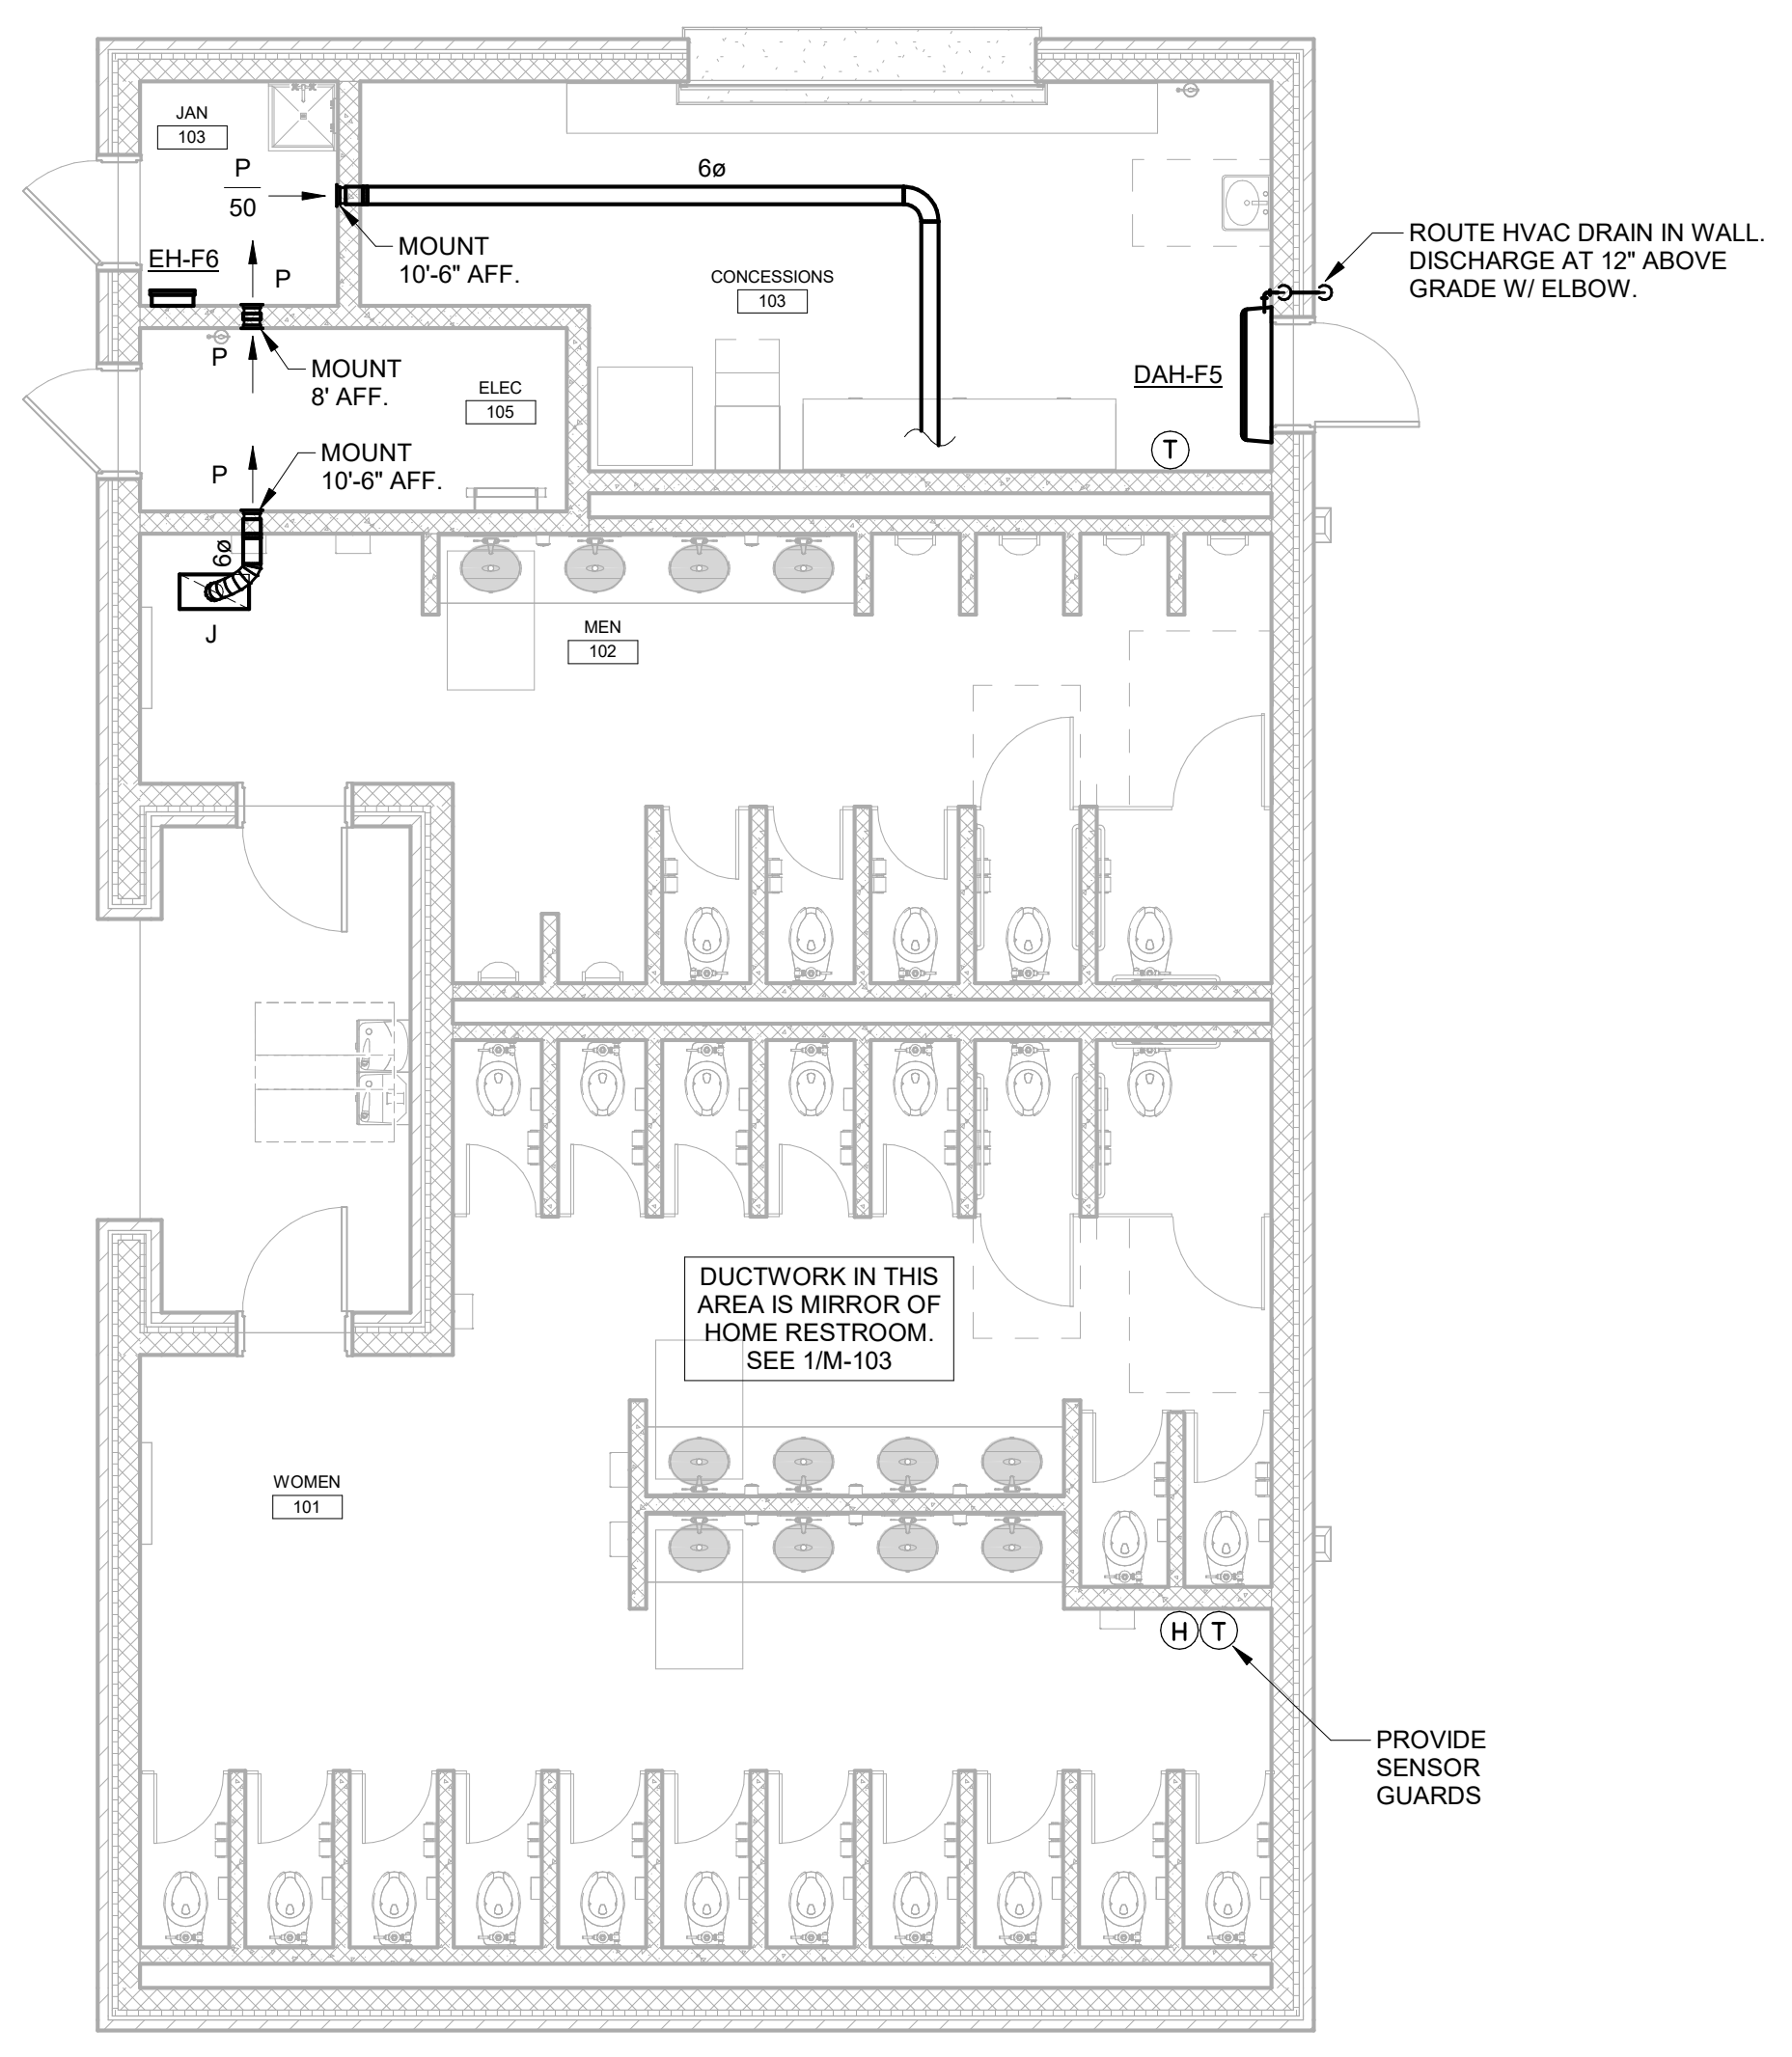 JAN
103
P
50
6ø
MOUNT
10'-6" AFF.
EH-F6
P
CONCESSIONS
103
ROUTE HVAC DRAIN IN WALL.
DISCHARGE AT 12" ABOVE
GRADE W/ ELBOW.
P
MOUNT
8' AFF.
ELEC
105
DAH-F5
T
P
MOUNT
10'-6" AFF.
6ø
J
MEN
102
DUCTWORK IN THIS
AREA IS MIRROR OF
HOME RESTROOM.
SEE 1/M-103
WOMEN
101
H T
PROVIDE
SENSOR
GUARDS